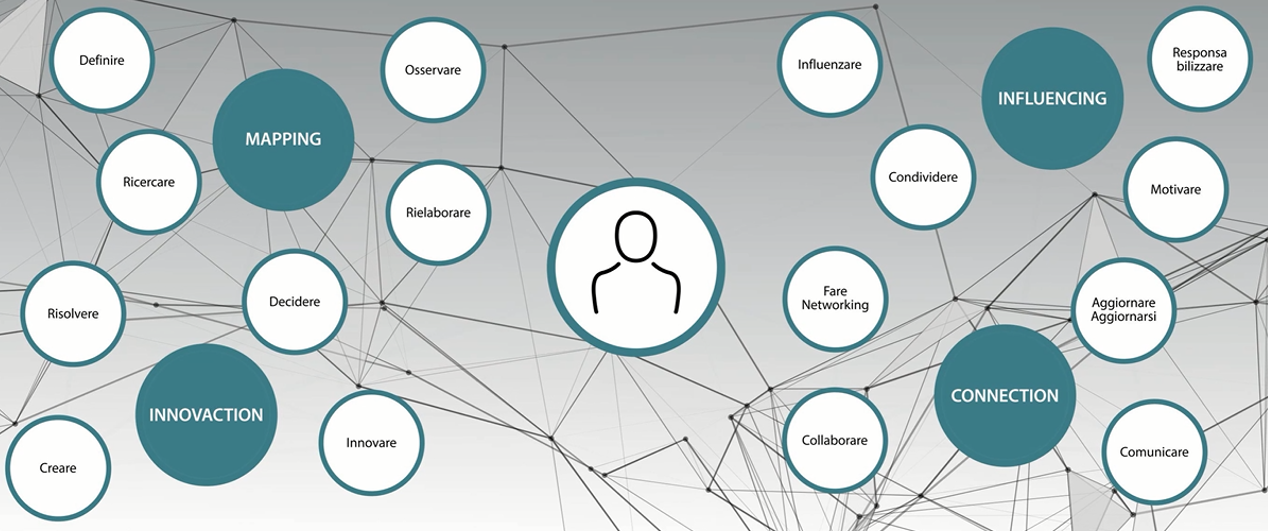 Definire
Osservare
MAPPING
Ricercare
Rielaborare
Risolvere
Decidere
INNOVACTION
Creare
Innovare
Influenzare
INFLUENCING
Responsa
bilizzare
Condividere
Motivare
Fare
Networking
Aggiornare
Aggiornarsi
CONNECTION
Collaborare
Comunicare